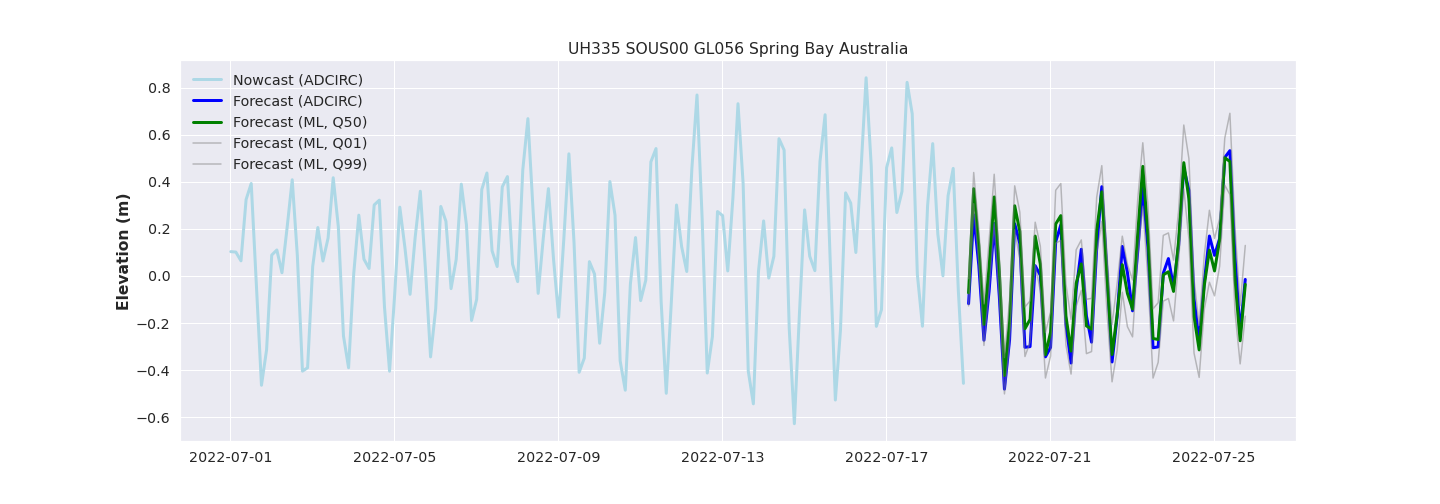 UH335 SOUS00 GL056 Spring Bay Australia
Nowcast (ADCIRC)
Forecast (ADCIRC)
Forecast (ML, Q50)
Forecast (ML, Q01)
Forecast (ML, Q99)
Elevation (m)
0.8
0.6
0.4
0.2
0.0
−0.2
−0.4
−0.6
2022-07-01 2022-07-05 2022-07-09 2022-07-13 2022-07-17 2022-07-21 2022-07-25